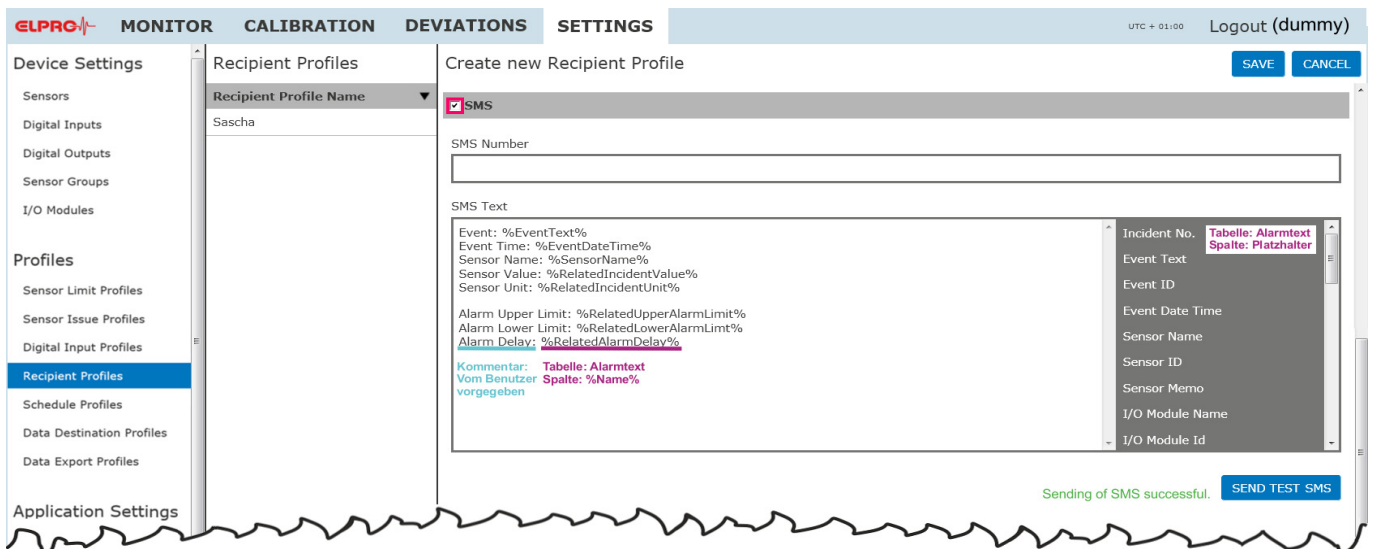 ELPRO MONITOR CALIBRATION DEVIATIONS SETTINGS UTC + 01:00 Logout (dummy)
Device Settings
Sensors
Digital Inputs
Digital Outputs
Sensor Groups
I/O Modules
Profiles
Sensor Limit Profiles
Sensor Issue Profiles
Digital Input Profiles
Recipient Profiles
Schedule Profiles
Data Destination Profiles
Data Export Profiles
Application Settings
Recipient Profiles
Recipient Profile Name
Sascha
Create new Recipient Profile SAVE CANCEL
SMS
SMS Number
SMS Text
Event: %EventText%
Event Time: %EventDateTime%
Sensor Name: %SensorName%
Sensor Value: %RelatedIncidentValue%
Sensor Unit: %RelatedIncidentUnit%
Alarm Upper Limit: %RelatedUpperAlarmLimit%
Alarm Lower Limit: %RelatedLowerAlarmLimt%
Alarm Delay: %RelatedAlarmDelay%
Kommentar:
Vom Benutzer
vorgegeben
Tabelle: Alarmtext
Spalte: %Name%
Incident No.
Tabelle: Alarmtext
Spalte: Platzhalter
Event Text
Event ID
Event Date Time
Sensor Name
Sensor ID
Sensor Memo
I/O Module Name
I/O Module Id
Sending of SMS successful. SEND TEST SMS